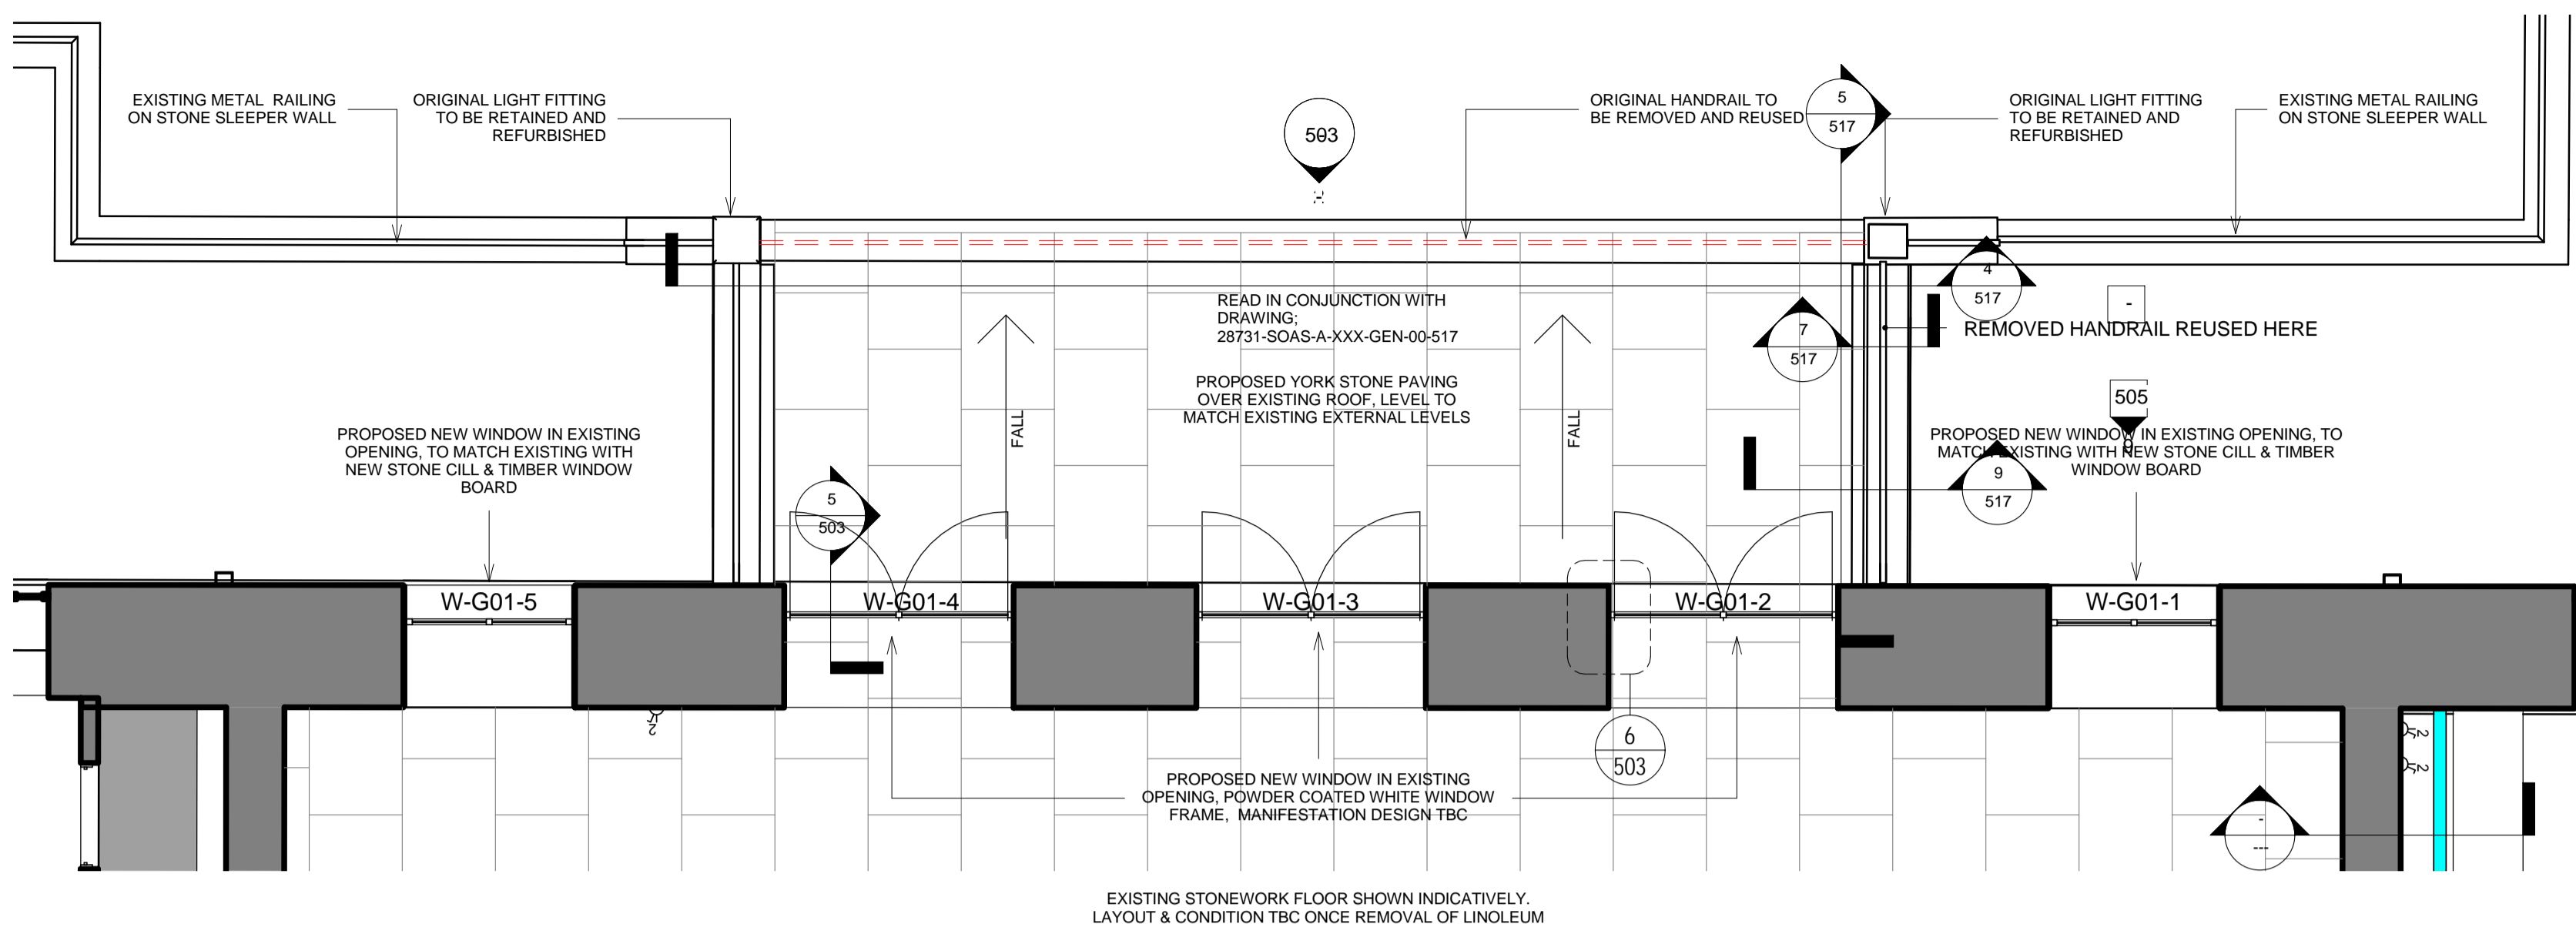 EXISTING METAL RAILING
ON STONE SLEEPER WALL
ORIGINAL LIGHT FITTING
TO BE RETAINED AND
REFURBISHED
503
ORIGINAL HANDRAIL TO
BE REMOVED AND REUSED
5
517
ORIGINAL LIGHT FITTING
TO BE RETAINED AND
REFURBISHED
EXISTING METAL RAILING
ON STONE SLEEPER WALL
4
517
-
READ IN CONJUNCTION WITH
DRAWING;
28731-SOAS-A-XXX-GEN-00-517
7
517
REMOVED HANDRAIL REUSED HERE
PROPOSED YORK STONE PAVING
OVER EXISTING ROOF, LEVEL TO
MATCH EXISTING EXTERNAL LEVELS
FALL
FALL
505
9
PROPOSED NEW WINDOW IN EXISTING
OPENING, TO MATCH EXISTING WITH
NEW STONE CILL & TIMBER WINDOW
BOARD
PROPOSED NEW WINDOW IN EXISTING OPENING, TO
MATCH EXISTING WITH NEW STONE CILL & TIMBER
WINDOW BOARD
9
517
5
503
W-G01-5
W-G01-4
W-G01-3
W-G01-2
W-G01-1
2
6
503
2
2
PROPOSED NEW WINDOW IN EXISTING
OPENING, POWDER COATED WHITE WINDOW
FRAME, MANIFESTATION DESIGN TBC
-
---
EXISTING STONEWORK FLOOR SHOWN INDICATIVELY.
LAYOUT & CONDITION TBC ONCE REMOVAL OF LINOLEUM